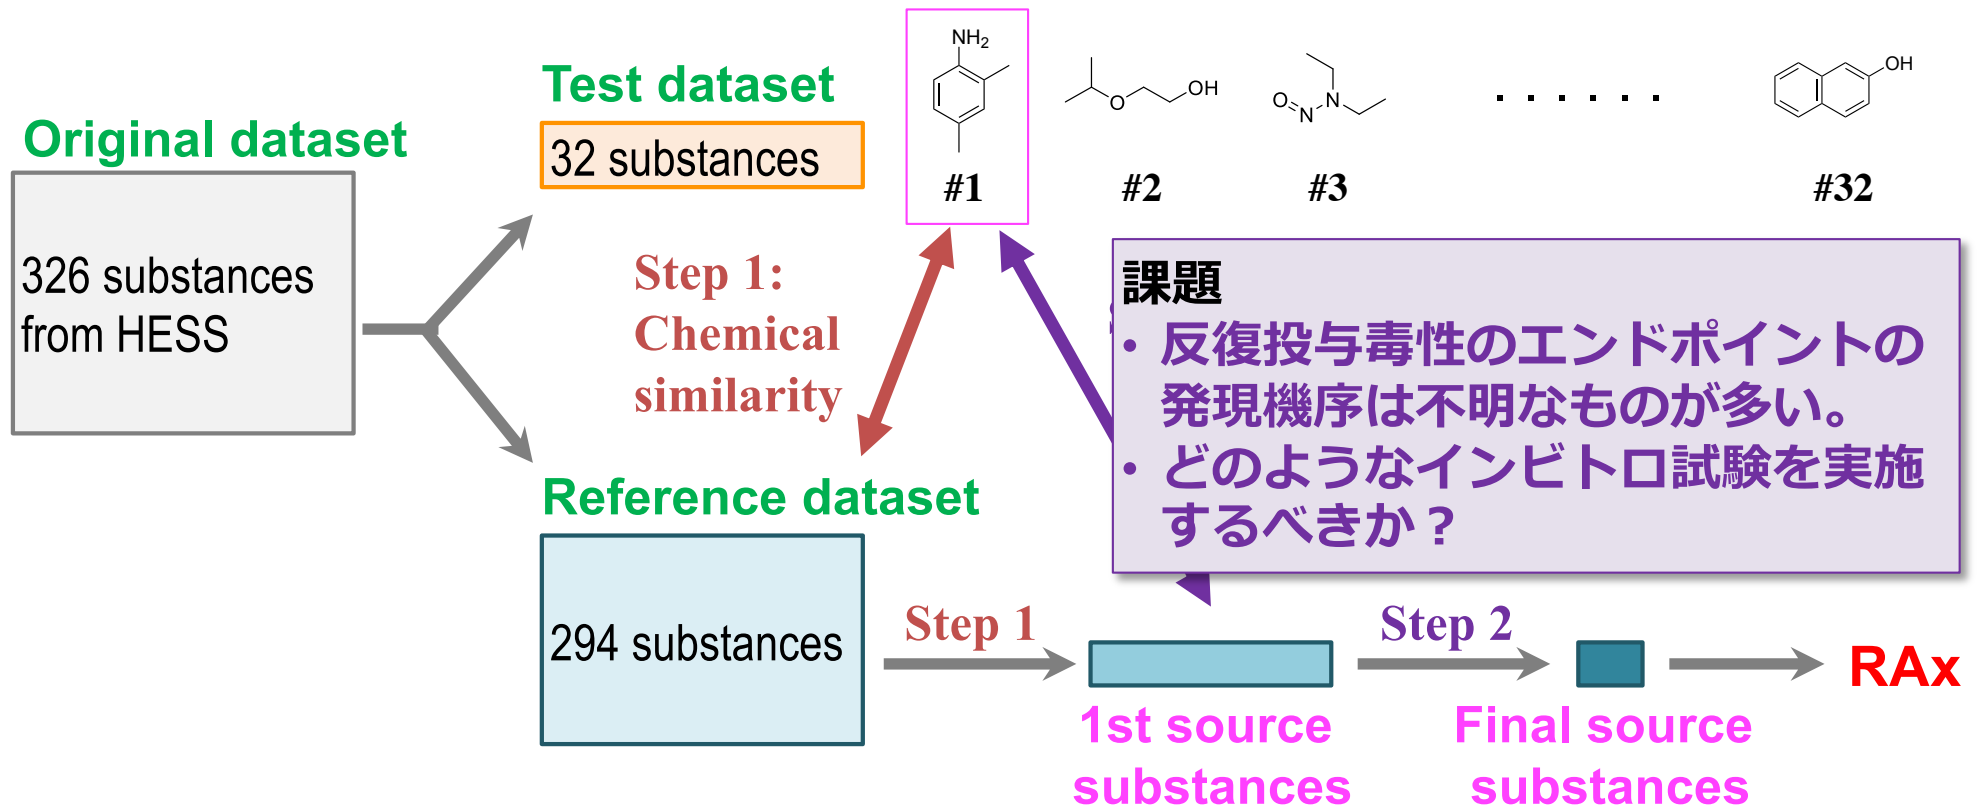 Original dataset
326 substances
from HESS
Test dataset
32 substances
NH2
#1
O
OH
#2
O
N
N
#3
······
OH
#32
Step 1:
Chemical
similarity
課題
• 反復投与毒性のエンドポイントの
発現機序は不明なものが多い。
• どのようなインビトロ試験を実施
するべきか？
Reference dataset
294 substances
Step 1
1st source
substances
Step 2
Final source
substances
RAx